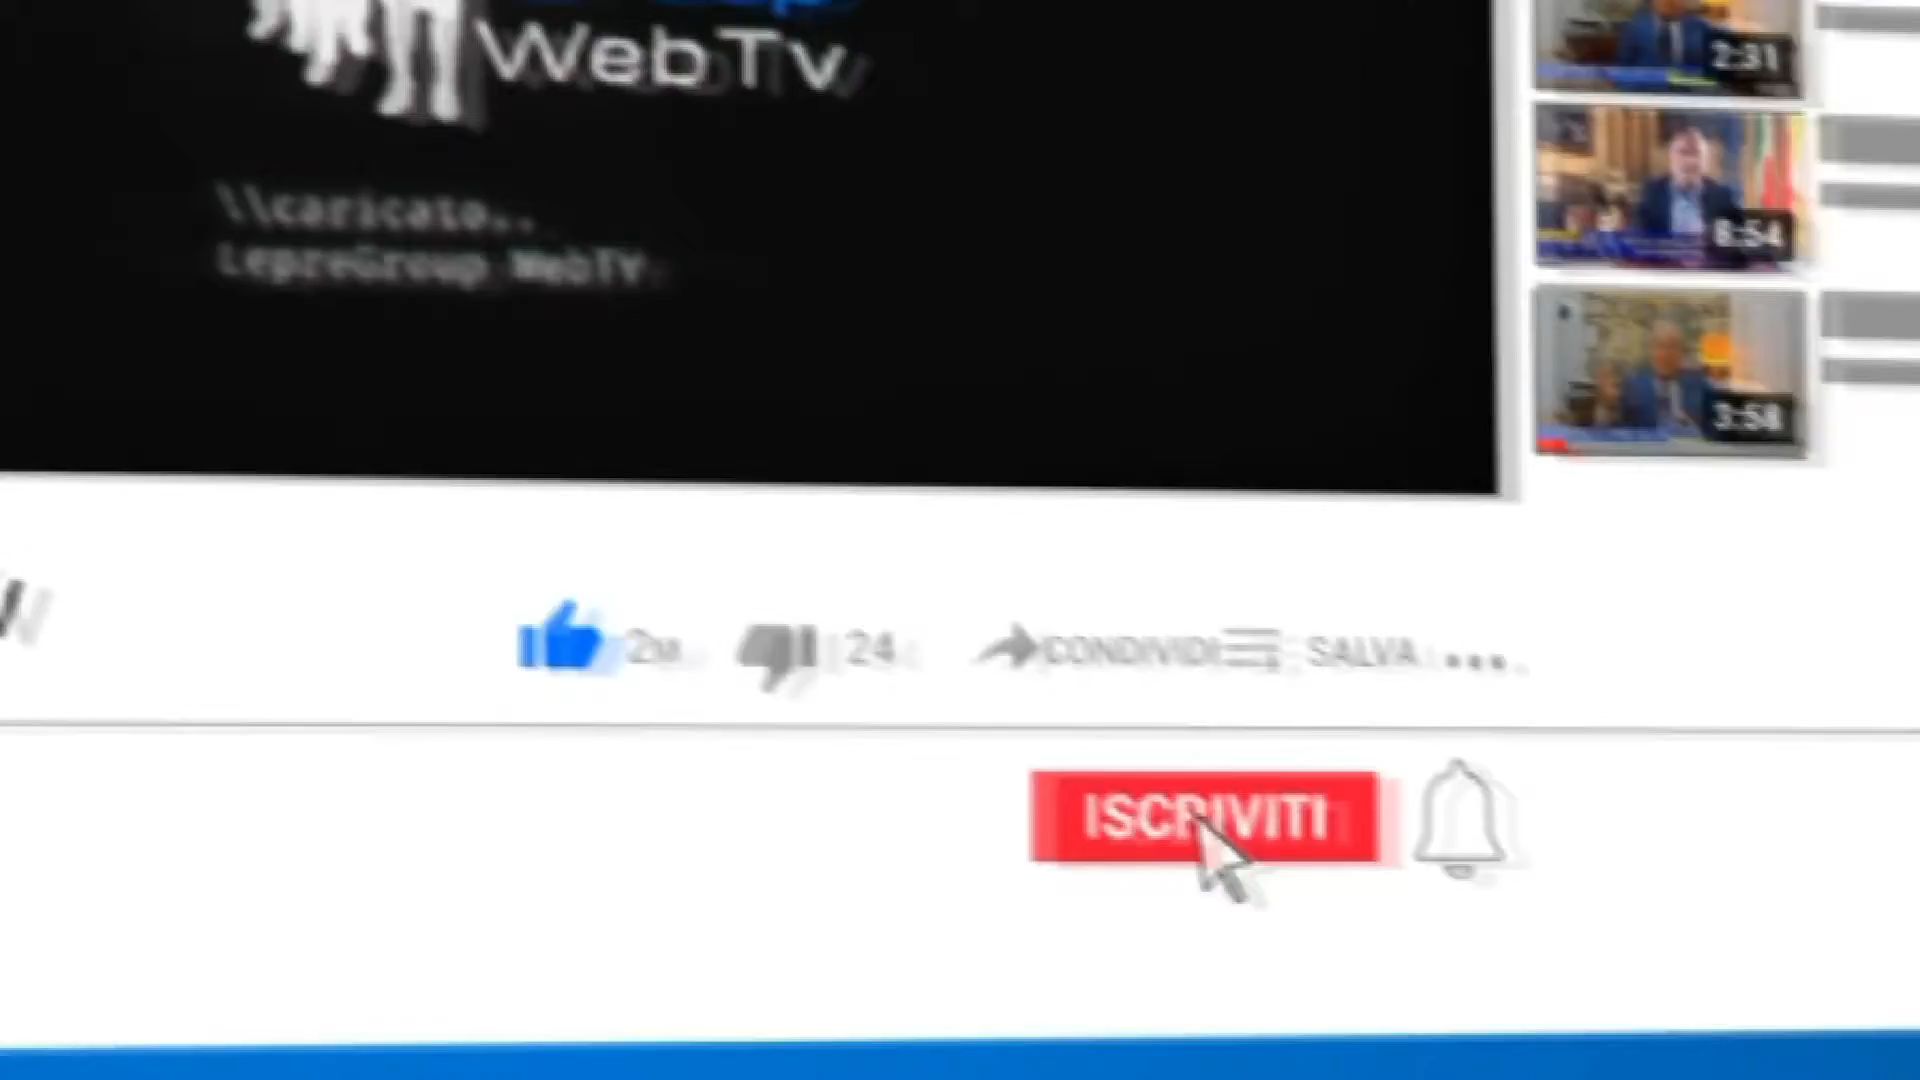 WebTv
\\caricato..
LepreGroup WebTV
2:31
8:54
3:58
24
CONDIVIDI
SALVA
ISCRIVITI